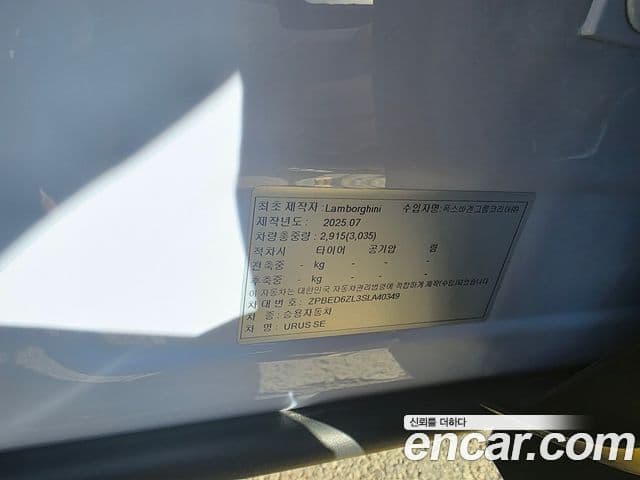 최초 제작자 : Lamborghini 수입자명:폭스바겐그룹코리아㈜
제작년도 : 2025.07
차량총중량 : 2,915(3,035)
적차시 타이어 공기압 림
전축중 - kg - - -
후축중 - kg - - -
이 자동차는 대한민국 자동차관리법령에 적합하게 제작(수입)되었습니다
차대번호 : ZPBED6ZL3SLA40349
차 종 : 승용자동차
차 명 : URUS SE
신뢰를 더하다
encar.com